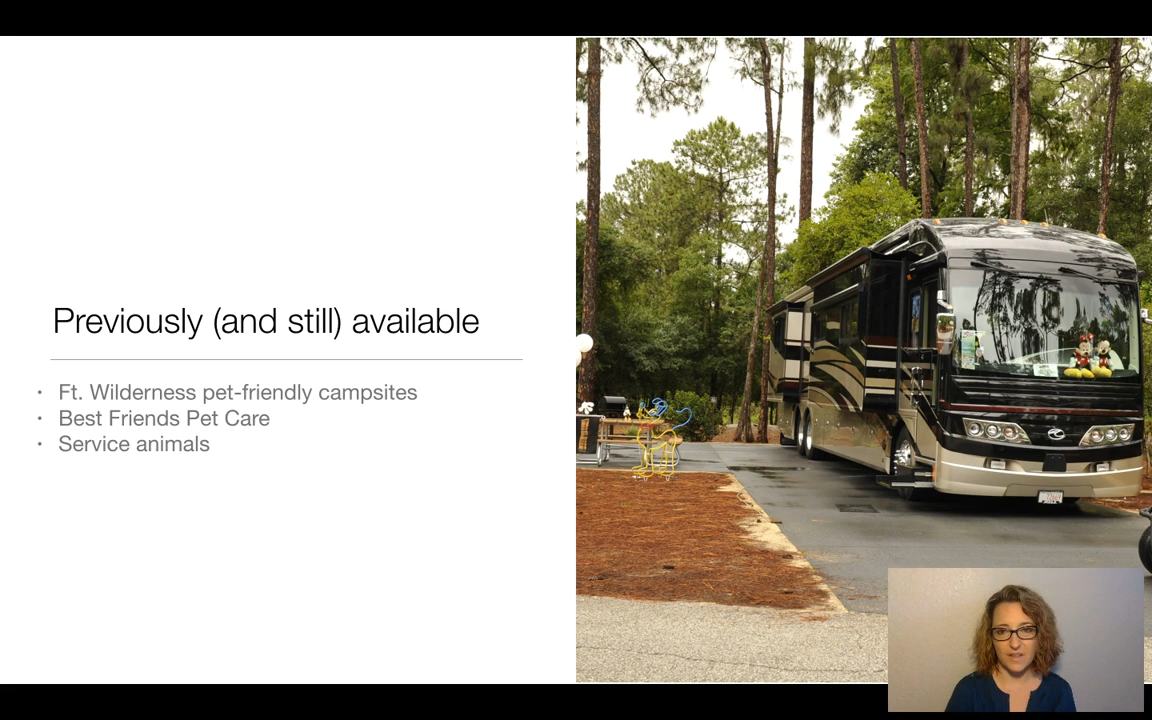 Previously (and still) available
• Ft. Wilderness pet-friendly campsites
• Best Friends Pet Care
• Service animals